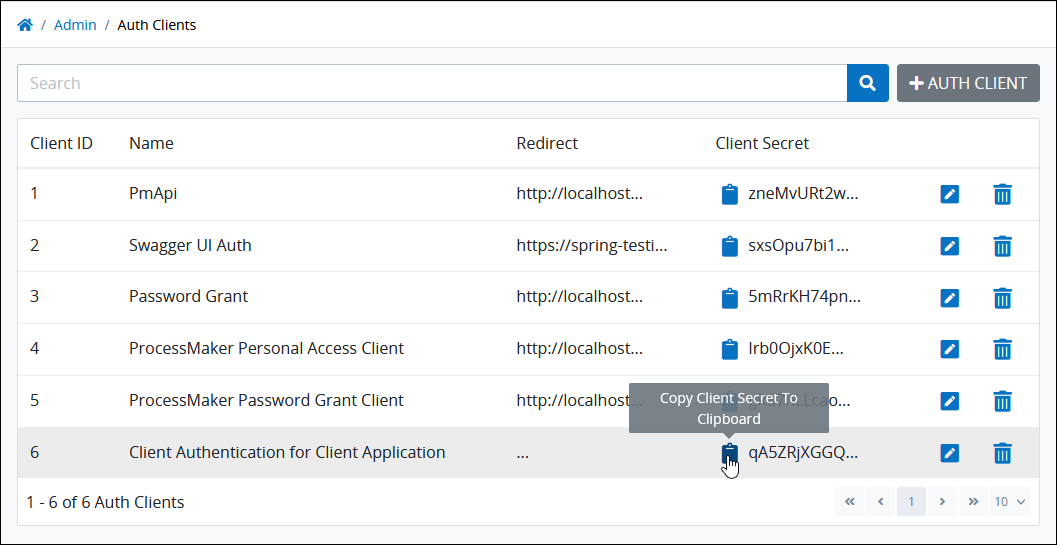 / Admin / Auth Clients
Search
AUTH CLIENT
Client ID Name Redirect Client Secret
1 PmApi http://localhost... zneMvURt2w...
2 Swagger UI Auth https://spring-testi... sxsOpu7bi1...
3 Password Grant http://localhost... 5mRrKH74pn...
4 ProcessMaker Personal Access Client http://localhost... Irb0OjxK0E...
5 ProcessMaker Password Grant Client http://localhost...
Copy Client Secret To
Clipboard
6 Client Authentication for Client Application ... qA5ZRjXGGQ...
1 - 6 of 6 Auth Clients « ‹ 1 › » 10